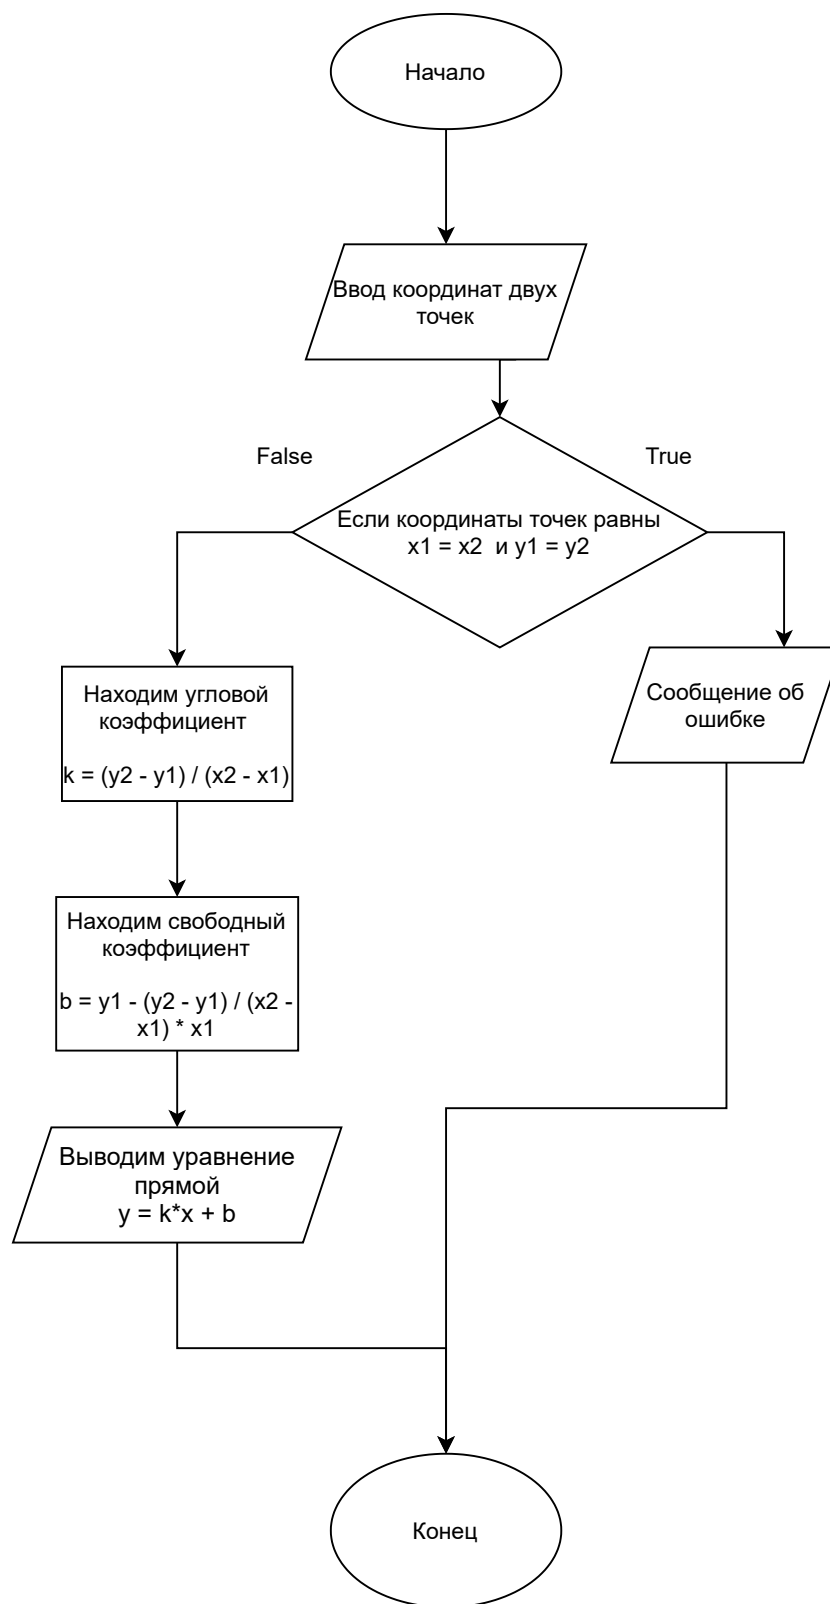 Начало
Ввод координат двух
точек
False
True
Если координаты точек равны
x1 = x2  и y1 = y2
Находим угловой
коэффициент
k = (y2 - y1) / (x2 - x1)
Сообщение об
ошибке
Находим свободный
коэффициент
b = y1 - (y2 - y1) / (x2 -
x1) * x1
Выводим уравнение
прямой
y = k*x + b
Конец